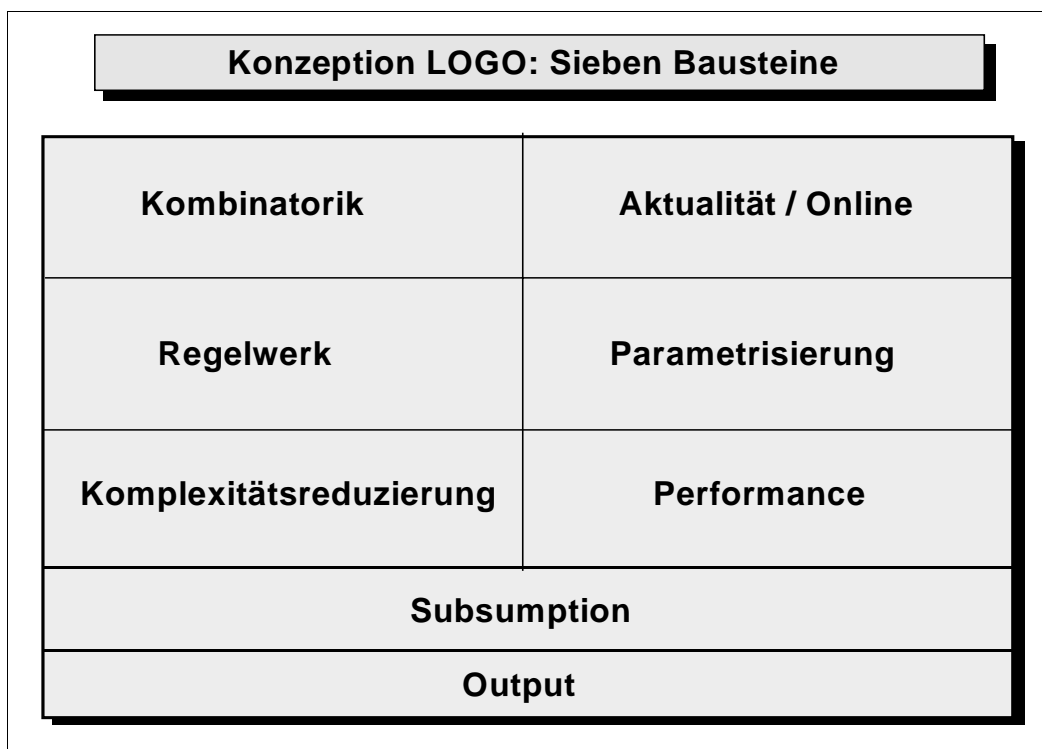 Konzeption LOGO: Sieben Bausteine
Kombinatorik
Aktualität / Online
Regelwerk
Parametrisierung
Komplexitätsreduzierung
Performance
Subsumption
Output